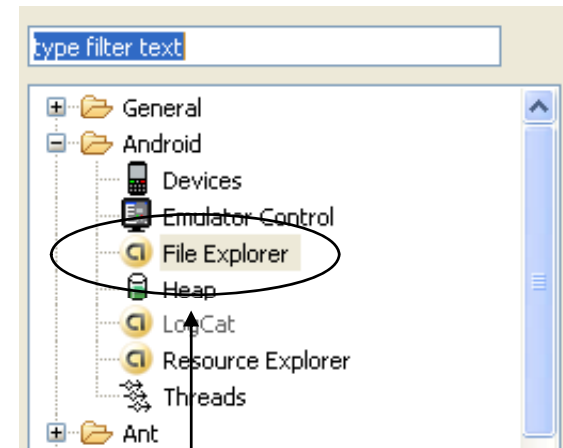 type filter text
General
Android
Devices
Emulator Control
File Explorer
Heap
LogCat
Resource Explorer
Threads
Ant